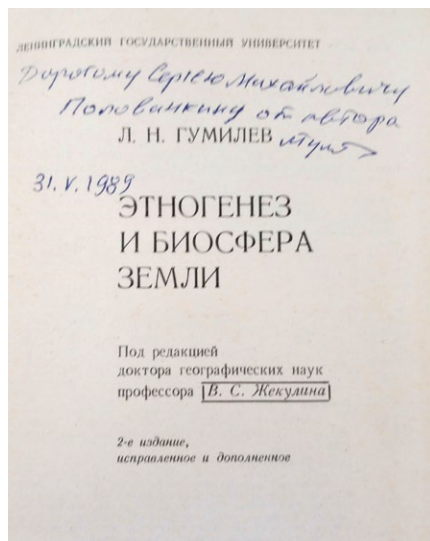 ЛЕНИНГРАДСКИЙ ГОСУДАРСТВЕННЫЙ УНИВЕРСИТЕТ
Дорогому Сергею Михайловичу
Полованкину от автора
Л. Н. ГУМИЛЕВ
31.V.1989
ЭТНОГЕНЕЗ
И БИОСФЕРА
ЗЕМЛИ
Под редакцией
доктора географических наук
профессора В. С. Жекулина
2-е издание,
исправленное и дополненное